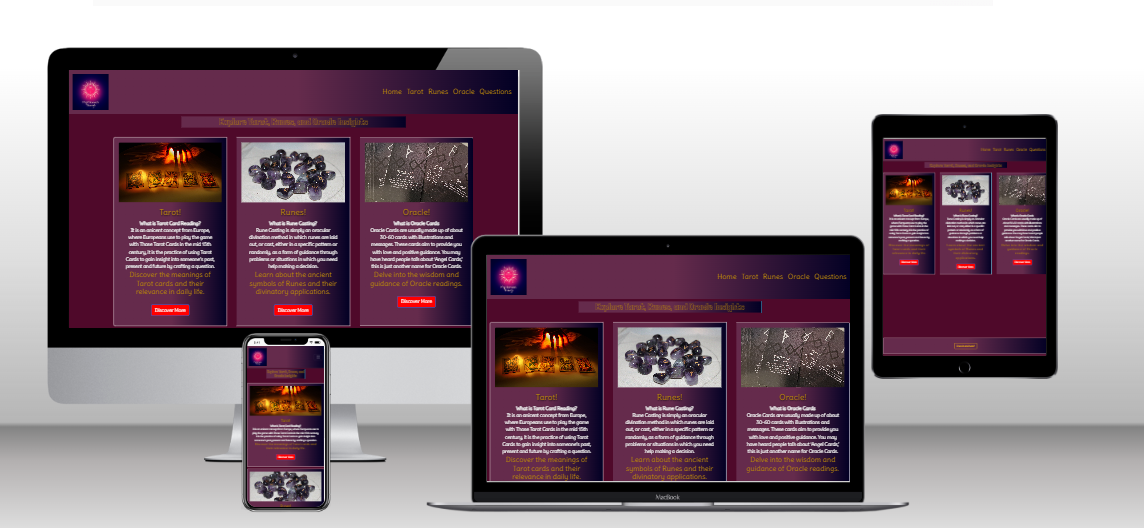 Home Tarot Runes Oracle Questions
Explore Tarot, Runes, and Oracle Insights
Tarot!
What is Tarot Card Reading?
It is an anicent concept from Europe,
where Europeans use to play the game
with Those Tarot Cards in the mid 15th
century, it is the practice of using Tarot
Cards to gain insight into someone's past,
present and future by crafting a question.
Discover the meanings of
Tarot cards and their
relevance in daily life.
Discover More
Runes!
What is Rune Casting?
Rune Casting is simply an oracular
divination method in which runes are laid
out, or cast, either in a specific pattern or
randomly, as a form of guidance through
problems or situations in which you need
help making a decision.
Learn about the ancient
symbols of Runes and their
divinatory applications.
Discover More
Oracle!
What is Oracle Cards
Oracle Cards are usually made up of about
30-60 cards with illustrations and
messages. These cards aim to provide you
with love and positive guidance. You may
have heard people talk about 'Angel Cards,'
this is just another name for Oracle Cards.
Delve into the wisdom and
guidance of Oracle readings.
Discover More
Home Tarot Runes Oracle Questions
Explore Tarot, Runes, and Oracle Insights
Tarot!
What is Tarot Card Reading?
It is an anicent concept from Europe,
where Europeans use to play the game
with Those Tarot Cards in the mid 15th
century, it is the practice of using Tarot
Cards to gain insight into someone's past,
present and future by crafting a question.
Discover the meanings of
Tarot cards and their
relevance in daily life.
Runes!
What is Rune Casting?
Rune Casting is simply an oracular
divination method in which runes are laid
out, or cast, either in a specific pattern or
randomly, as a form of guidance through
problems or situations in which you need
help making a decision.
Learn about the ancient
symbols of Runes and their
divinatory applications.
Oracle!
What is Oracle Cards
Oracle Cards are usually made up of about
30-60 cards with illustrations and
messages. These cards aim to provide you
with love and positive guidance. You may
have heard people talk about 'Angel Cards,'
this is just another name for Oracle Cards.
Delve into the wisdom and
guidance of Oracle readings.
MacBook
Home Tarot Runes Oracle Questions